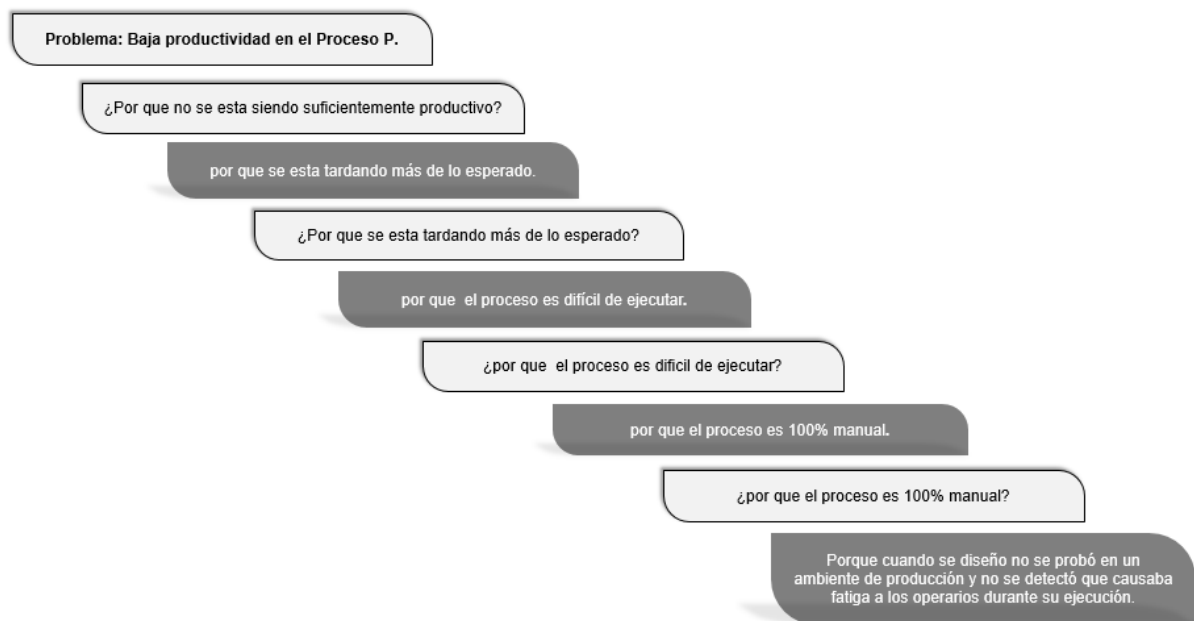 Problema: Baja productividad en el Proceso P.
¿Por que no se esta siendo suficientemente productivo?
por que se esta tardando más de lo esperado.
¿Por que se esta tardando más de lo esperado?
por que  el proceso es difícil de ejecutar.
¿por que  el proceso es dificil de ejecutar?
por que el proceso es 100% manual.
¿por que el proceso es 100% manual?
Porque cuando se diseño no se probó en un
ambiente de producción y no se detectó que causaba
fatiga a los operarios durante su ejecución.